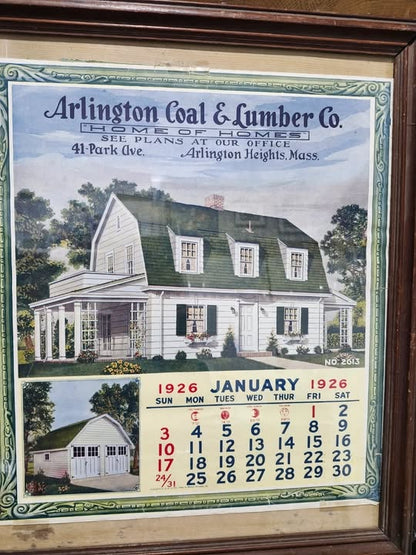 Arlington Coal & Lumber Co.
"HOME OF HOMES"
SEE PLANS AT OUR OFFICE
41-Park Ave. Arlington Heights, Mass.
NO. 2613
1926 JANUARY 1926
SUN MON TUES WED THUR FRI SAT
1 2
3 4 5 6 7 8 9
10 11 12 13 14 15 16
17 18 19 20 21 22 23
24/31 25 26 27 28 29 30